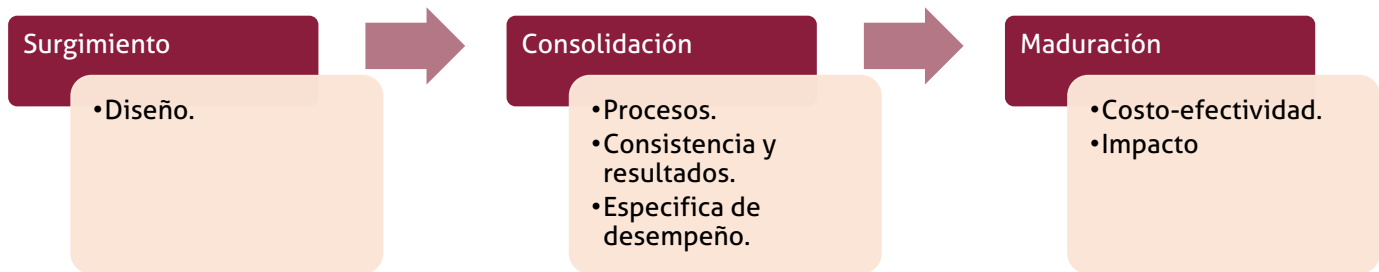 Surgimiento
•Diseño.
Consolidación
•Procesos.
•Consistencia y
resultados.
•Especifica de
desempeño.
Maduración
•Costo-efectividad.
•Impacto